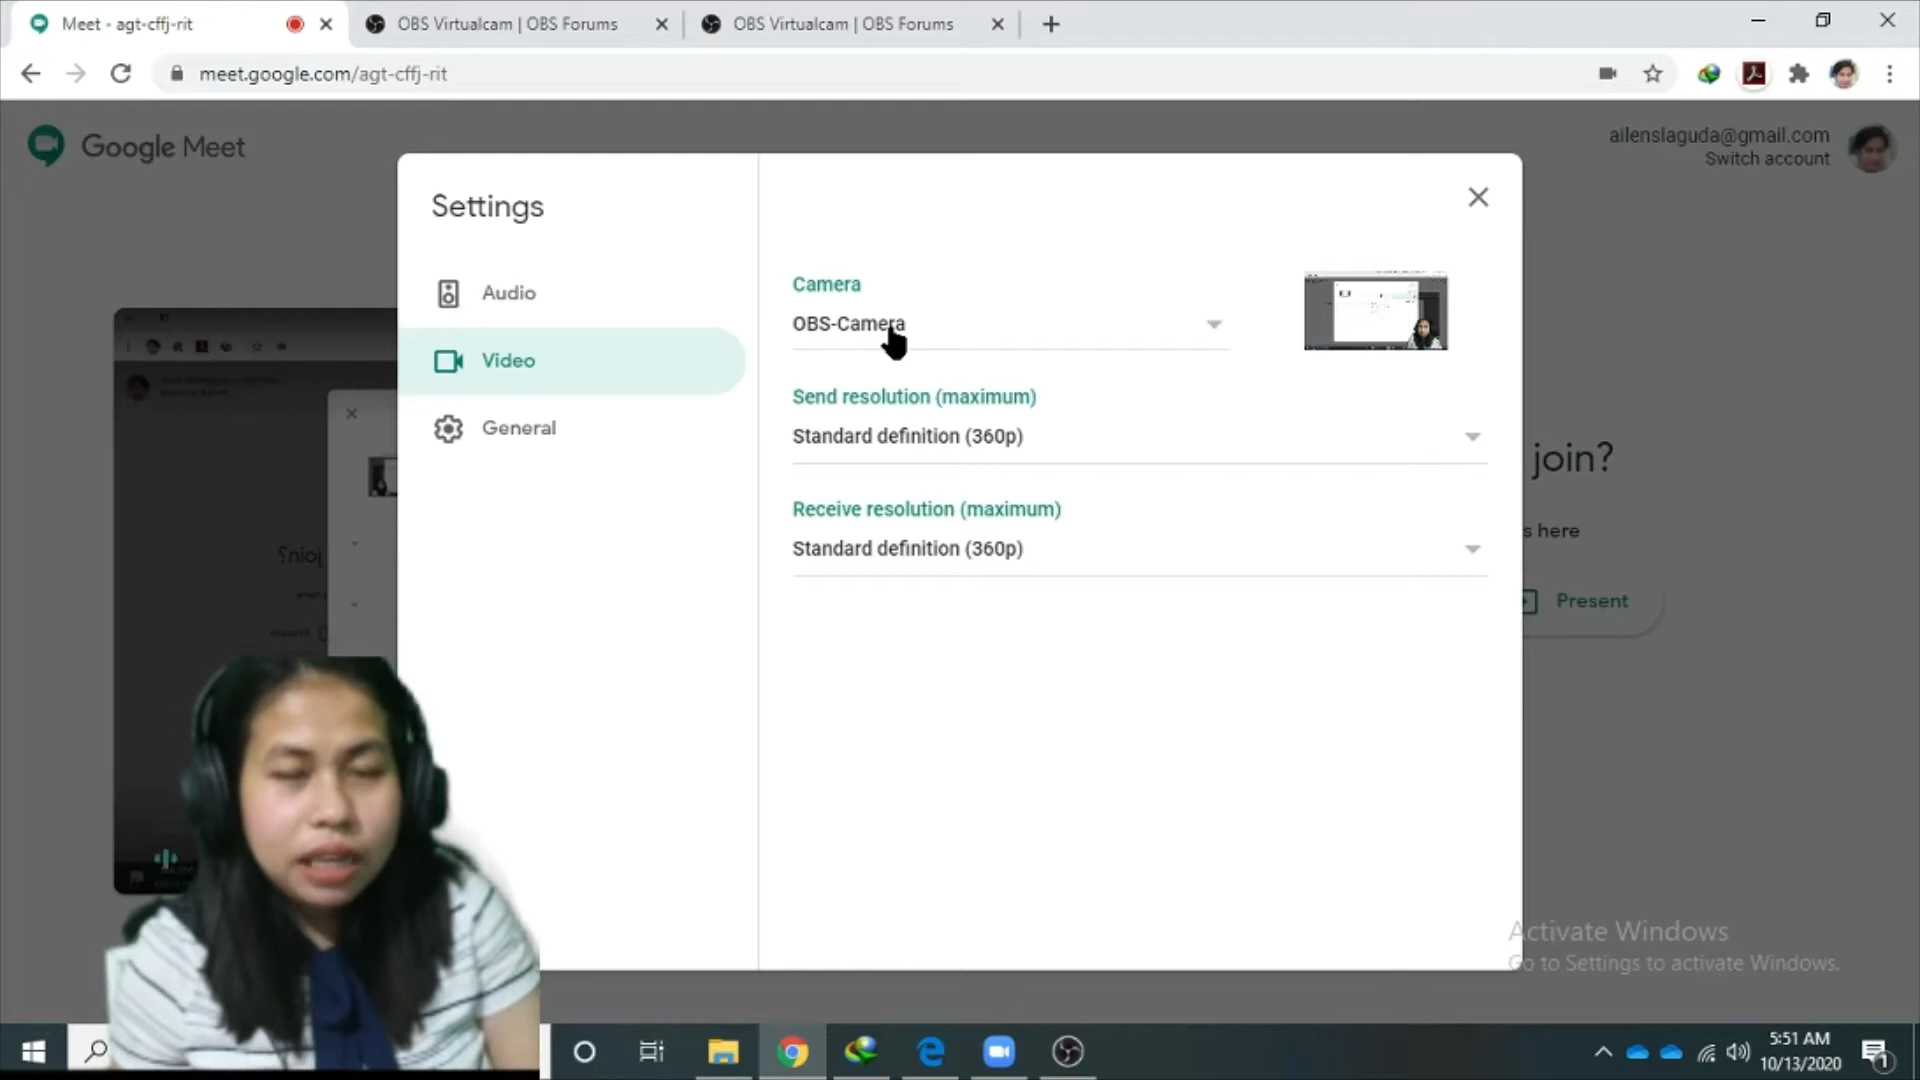 Meet - agt-cffj-rit
OBS Virtualcam | OBS Forums
OBS Virtualcam | OBS Forums
meet.google.com/agt-cffj-rit
Google Meet
ailenslaguda@gmail.com
Switch account
Settings
Audio
Video
General
Camera
OBS-Camera
Send resolution (maximum)
Standard definition (360p)
Receive resolution (maximum)
Standard definition (360p)
join?
s here
Present
join?
Activate Windows
Go to Settings to activate Windows.
5:51 AM
10/13/2020
1